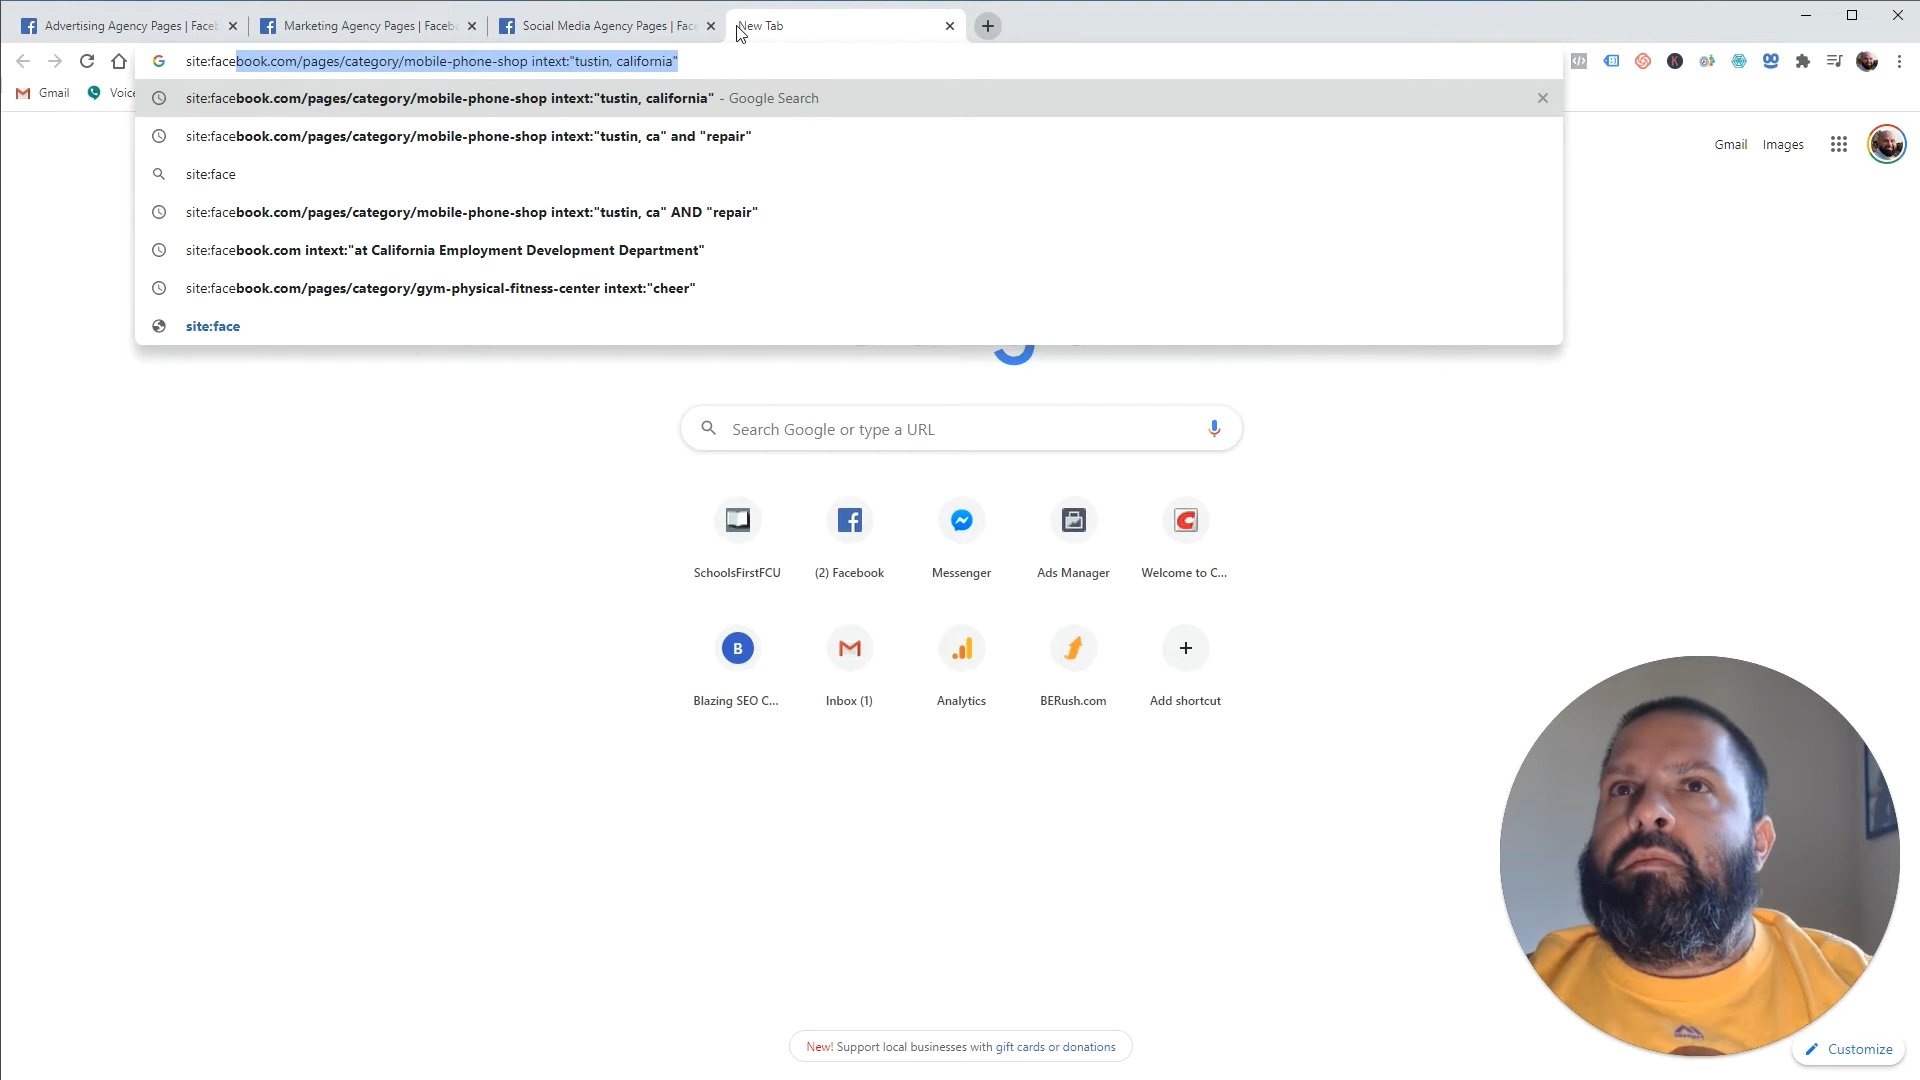 Advertising Agency Pages | Faceb
Marketing Agency Pages | Facebo
Social Media Agency Pages | Face
New Tab
site:facebook.com/pages/category/mobile-phone-shop intext:"tustin, california"
Gmail
Voice
site:facebook.com/pages/category/mobile-phone-shop intext:"tustin, california" - Google Search
site:facebook.com/pages/category/mobile-phone-shop intext:"tustin, ca" and "repair"
site:face
site:facebook.com/pages/category/mobile-phone-shop intext:"tustin, ca" AND "repair"
site:facebook.com intext:"at California Employment Development Department"
site:facebook.com/pages/category/gym-physical-fitness-center intext:"cheer"
site:face
Gmail Images
Search Google or type a URL
SchoolsFirstFCU
(2) Facebook
Messenger
Ads Manager
Welcome to C...
B
Blazing SEO C...
Inbox (1)
Analytics
BERush.com
Add shortcut
New! Support local businesses with gift cards or donations
Customize